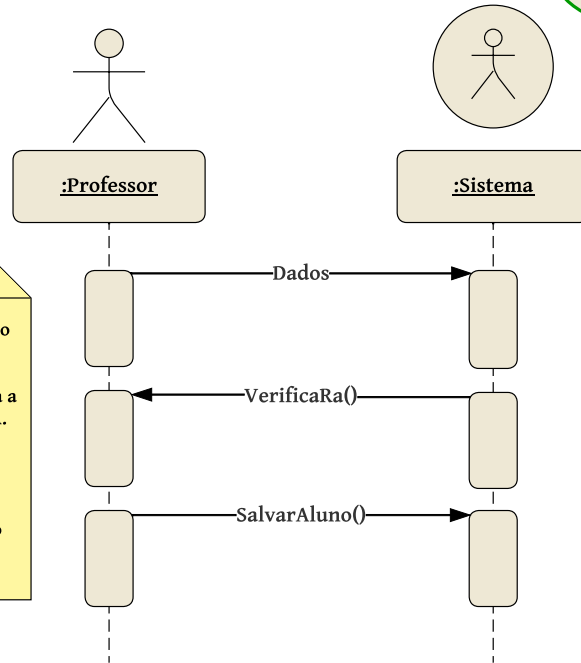 :Professor
:Sistema
Dados
o
a a
VerificaRa()
.
SalvarAluno()
o